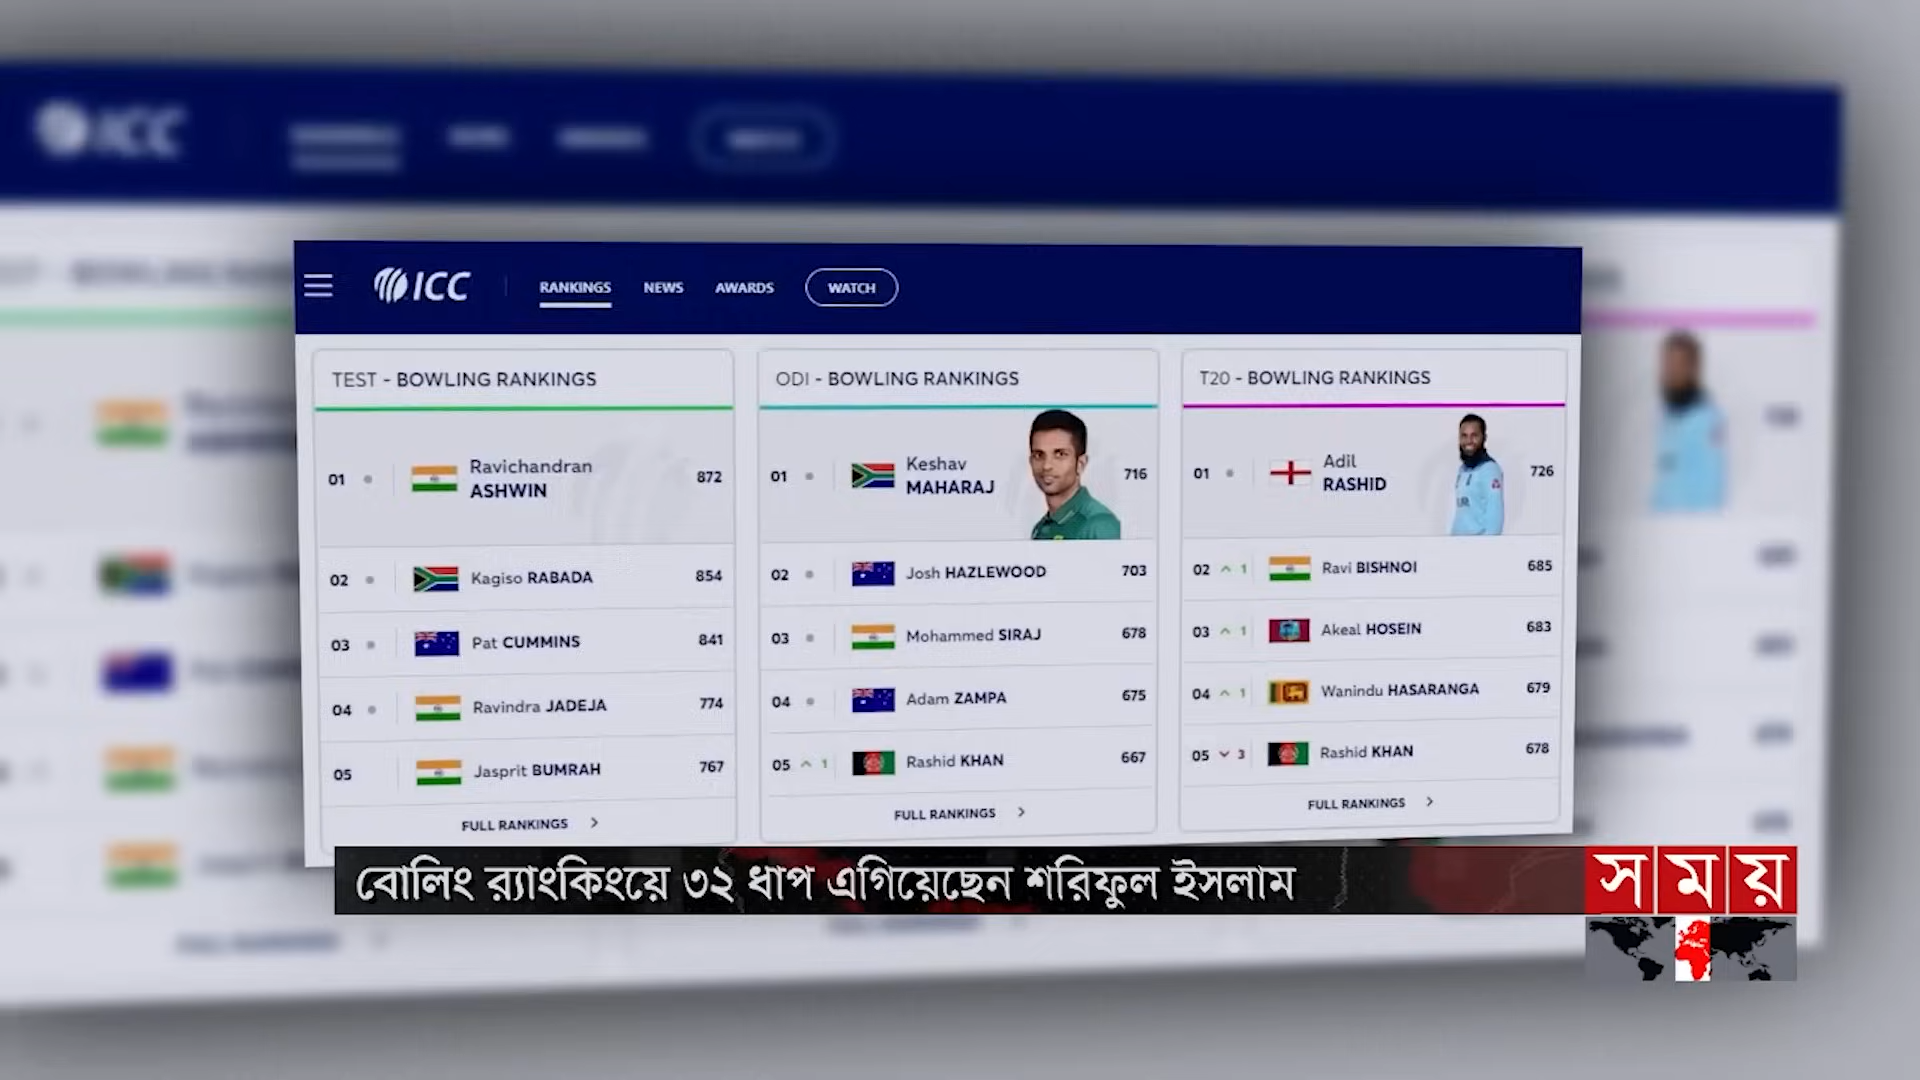 ICC
RANKINGS NEWS AWARDS WATCH
TEST - BOWLING RANKINGS
01 Ravichandran ASHWIN 872
02 Kagiso RABADA 854
03 Pat CUMMINS 841
04 Ravindra JADEJA 774
05 Jasprit BUMRAH 767
FULL RANKINGS
ODI - BOWLING RANKINGS
01 Keshav MAHARAJ 716
02 Josh HAZLEWOOD 703
03 Mohammed SIRAJ 678
04 Adam ZAMPA 675
05 1 Rashid KHAN 667
FULL RANKINGS
T20 - BOWLING RANKINGS
01 Adil RASHID 726
02 1 Ravi BISHNOI 685
03 1 Akeal HOSEIN 683
04 1 Wanindu HASARANGA 679
05 3 Rashid KHAN 678
FULL RANKINGS
বোলিং র‍্যাংকিংয়ে ৩২ ধাপ এগিয়েছেন শরিফুল ইসলাম
সময়